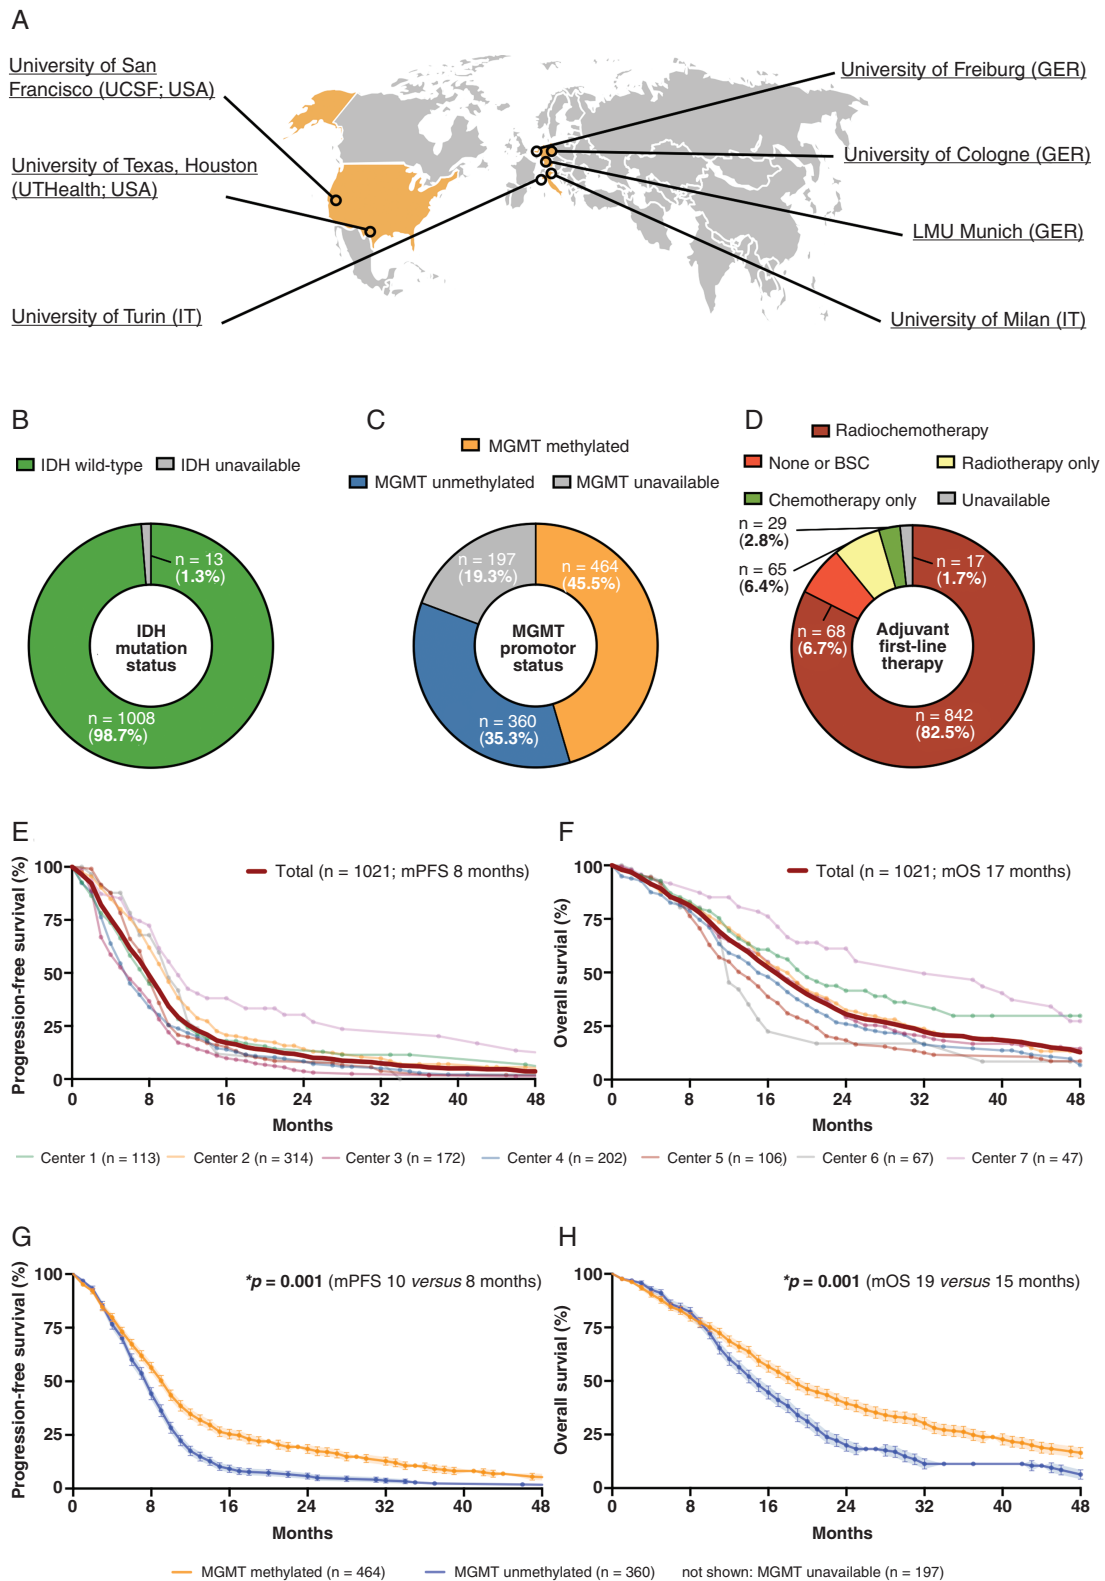 A
University of San
Francisco (UCSF; USA)
University of Texas, Houston
(UTHealth; USA)
University of Turin (IT)
University of Freiburg (GER)
University of Cologne (GER)
LMU Munich (GER)
University of Milan (IT)
B
IDH wild-type
IDH unavailable
n = 13
(1.3%)
IDH
mutation
status
n = 1008
(98.7%)
C
MGMT methylated
MGMT unmethylated
MGMT unavailable
n = 197
(19.3%)
n = 464
(45.5%)
MGMT
promotor
status
n = 360
(35.3%)
D
Radiochemotherapy
None or BSC
Radiotherapy only
Chemotherapy only
Unavailable
n = 29
(2.8%)
n = 65
(6.4%)
n = 17
(1.7%)
n = 68
(6.7%)
Adjuvant
first-line
therapy
n = 842
(82.5%)
E
Progression-free survival (%)
100
75
50
25
0
Total (n = 1021; mPFS 8 months)
0 8 16 24 32 40 48
Months
F
Overall survial (%)
100
75
50
25
0
Total (n = 1021; mOS 17 months)
0 8 16 24 32 40 48
Months
Center 1 (n = 113) Center 2 (n = 314) Center 3 (n = 172) Center 4 (n = 202) Center 5 (n = 106) Center 6 (n = 67) Center 7 (n = 47)
G
Progression-free survival (%)
100
75
50
25
0
*p = 0.001 (mPFS 10 versus 8 months)
0 8 16 24 32 40 48
Months
H
Overall survial (%)
100
75
50
25
0
*p = 0.001 (mOS 19 versus 15 months)
0 8 16 24 32 40 48
Months
MGMT methylated (n = 464) MGMT unmethylated (n = 360) not shown: MGMT unavailable (n = 197)